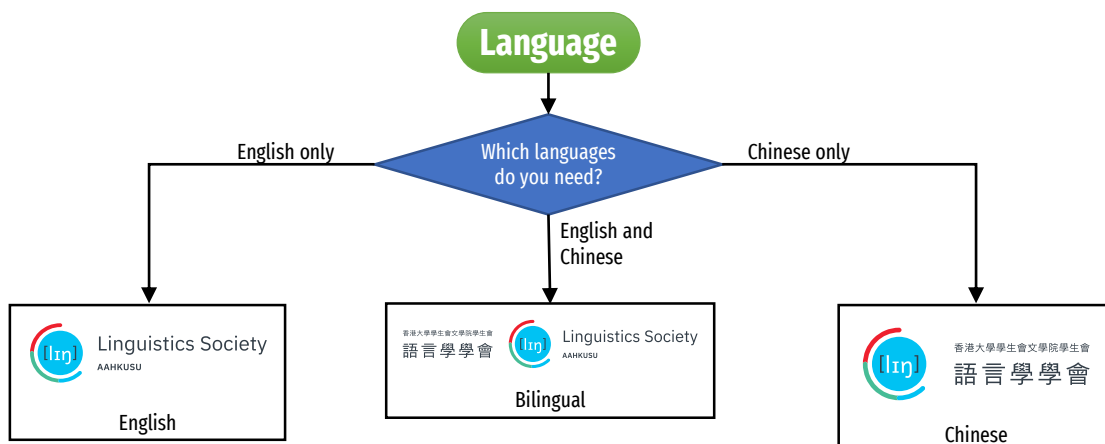 Language
Which languages
do you need?
English only
Chinese only
English and
Chinese
[lɪŋ]
Linguistics Society
AAHKUSU
English
香港大學學生會文學院學生會
語言學學會
[lɪŋ]
Linguistics Society
AAHKUSU
Bilingual
[lɪŋ]
香港大學學生會文學院學生會
語言學學會
Chinese